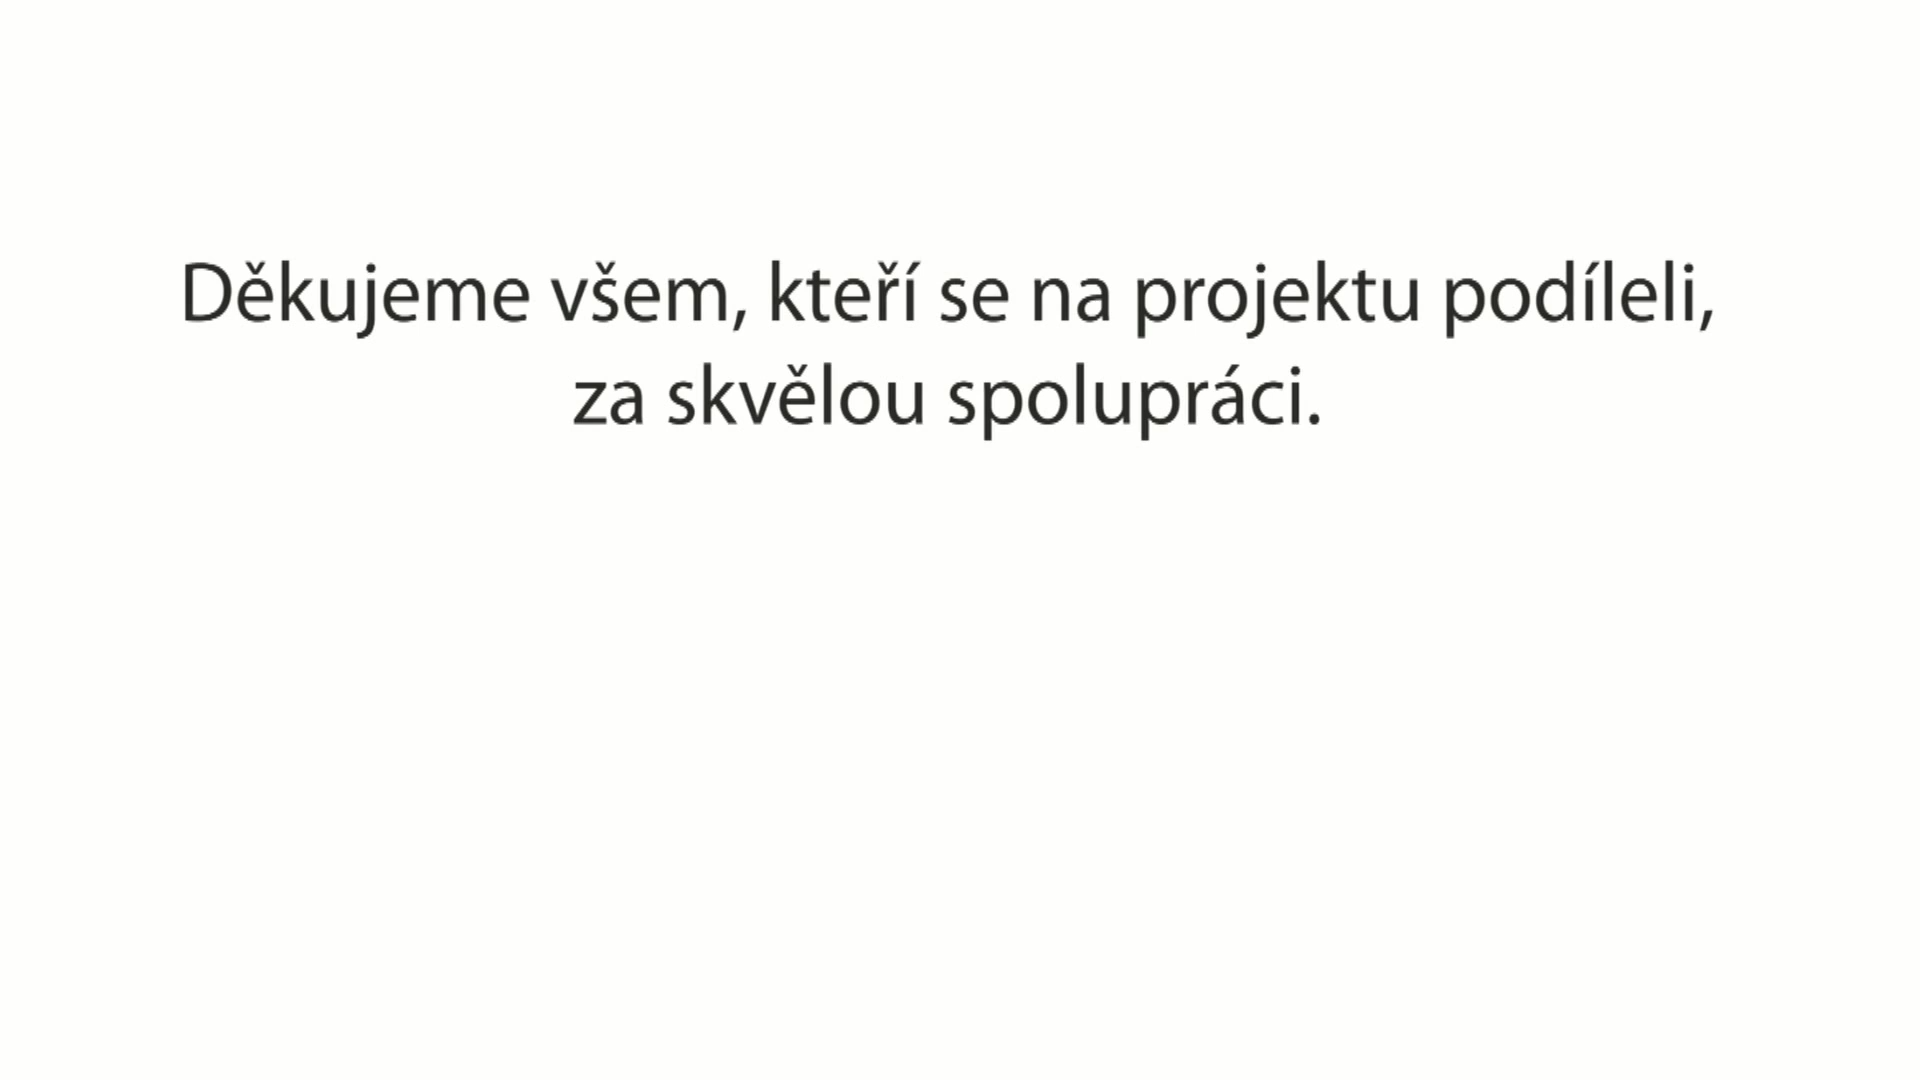 Děkujeme všem, kteří se na projektu podíleli,
za skvělou spolupráci.